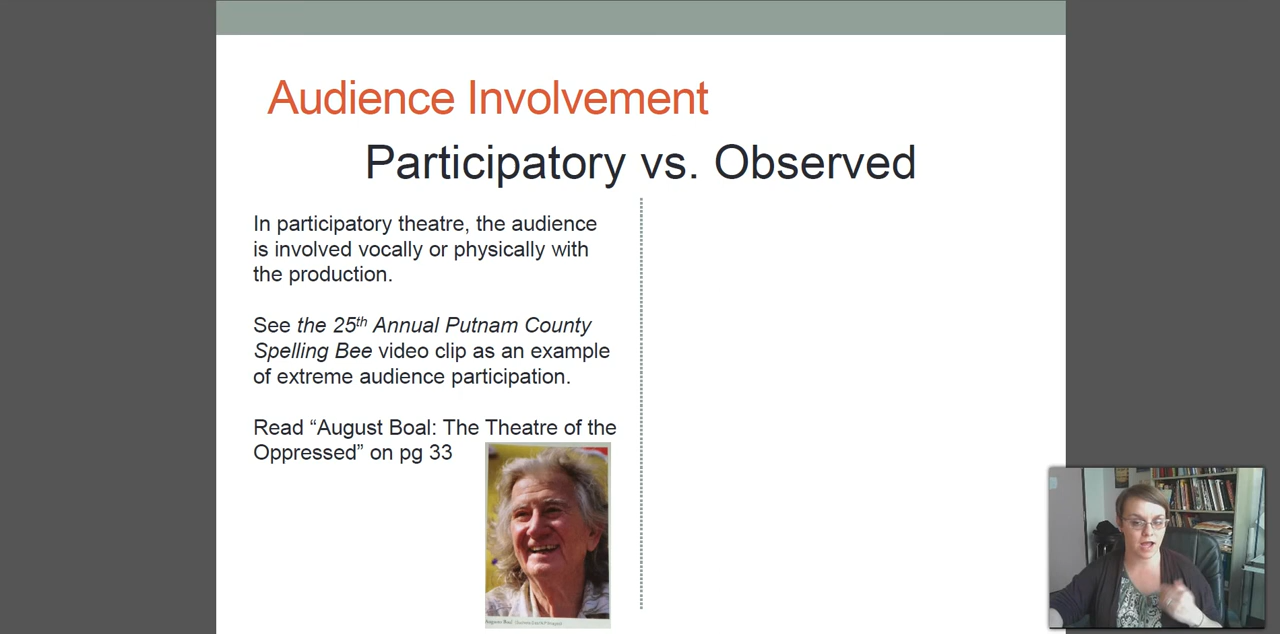 Audience Involvement
Participatory vs. Observed
In participatory theatre, the audience
is involved vocally or physically with
the production.
See the 25th Annual Putnam County
Spelling Bee video clip as an example
of extreme audience participation.
Read “August Boal: The Theatre of the
Oppressed” on pg 33
Boal